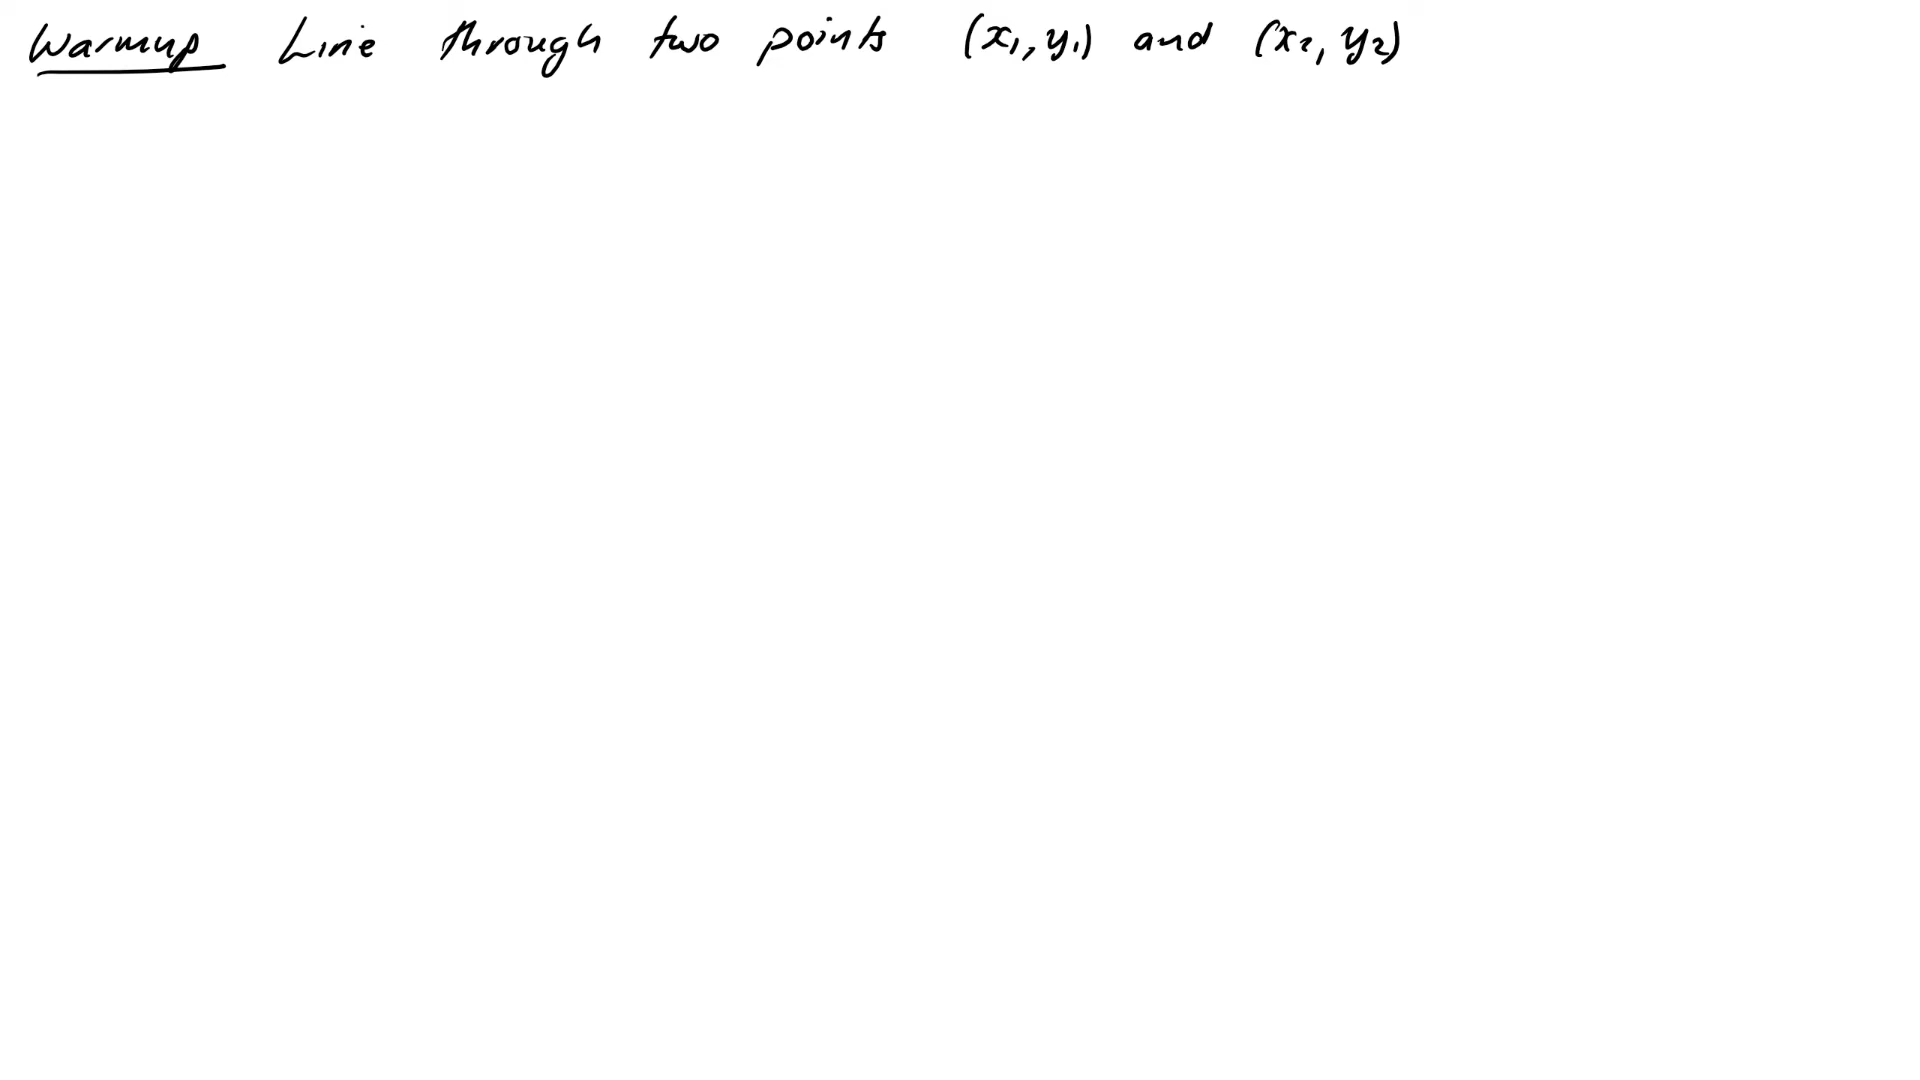 Warmup Line through two points (x₁, y₁) and (x₂, y₂)